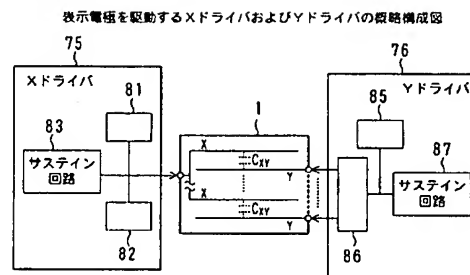 表示電極を駆動するXドライバおよびYドライバの概略構成図
75
76
Xドライバ
Yドライバ
81
85
83
1
87
サステイン
回路
X
CXY
Y
サステイン
回路
X
CXY
Y
82
86